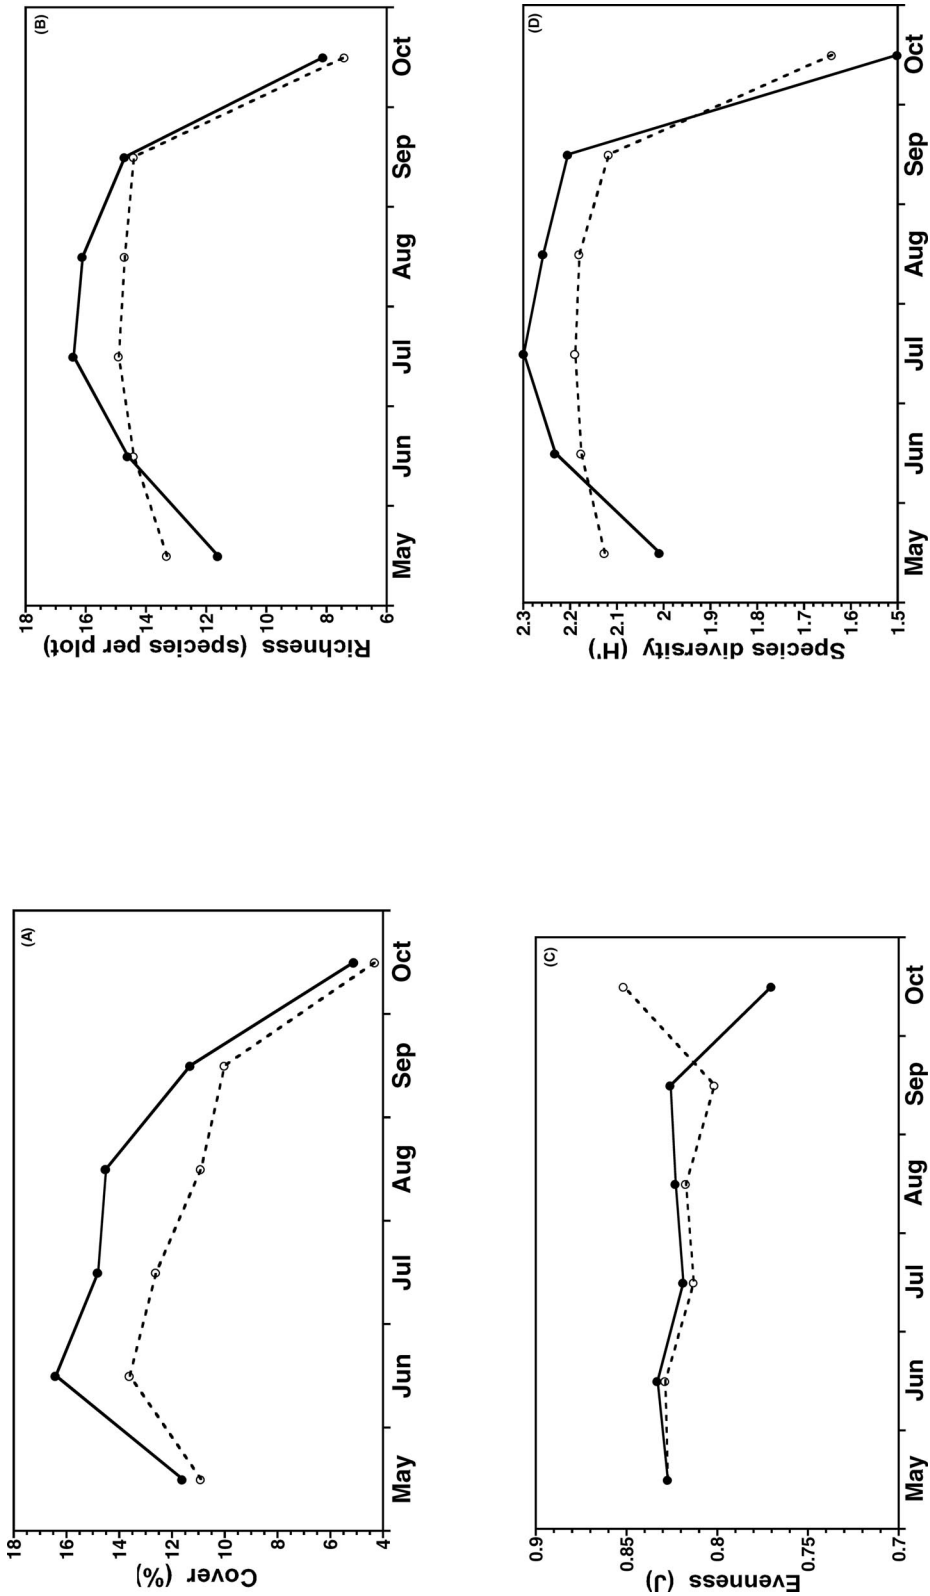 (A)
18
16
14
12
10
8
6
4
Cover (%)
May
Jun
Jul
Aug
Sep
Oct
(B)
18
16
14
12
10
8
6
Richness (species per plot)
May
Jun
Jul
Aug
Sep
Oct
(C)
0.9
0.85
0.8
0.75
0.7
Evenness (J)
May
Jun
Jul
Aug
Sep
Oct
(D)
2.3
2.2
2.1
2
1.9
1.8
1.7
1.6
1.5
Species diversity (H')
May
Jun
Jul
Aug
Sep
Oct